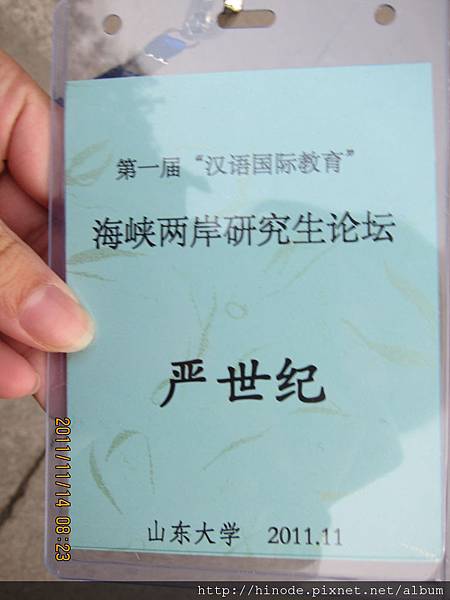 第一届“汉语国际教育”
海峡两岸研究生论坛
严世纪
山东大学 2011.11
2011/11/14 08:23
http://hinode.pixnet.net/album